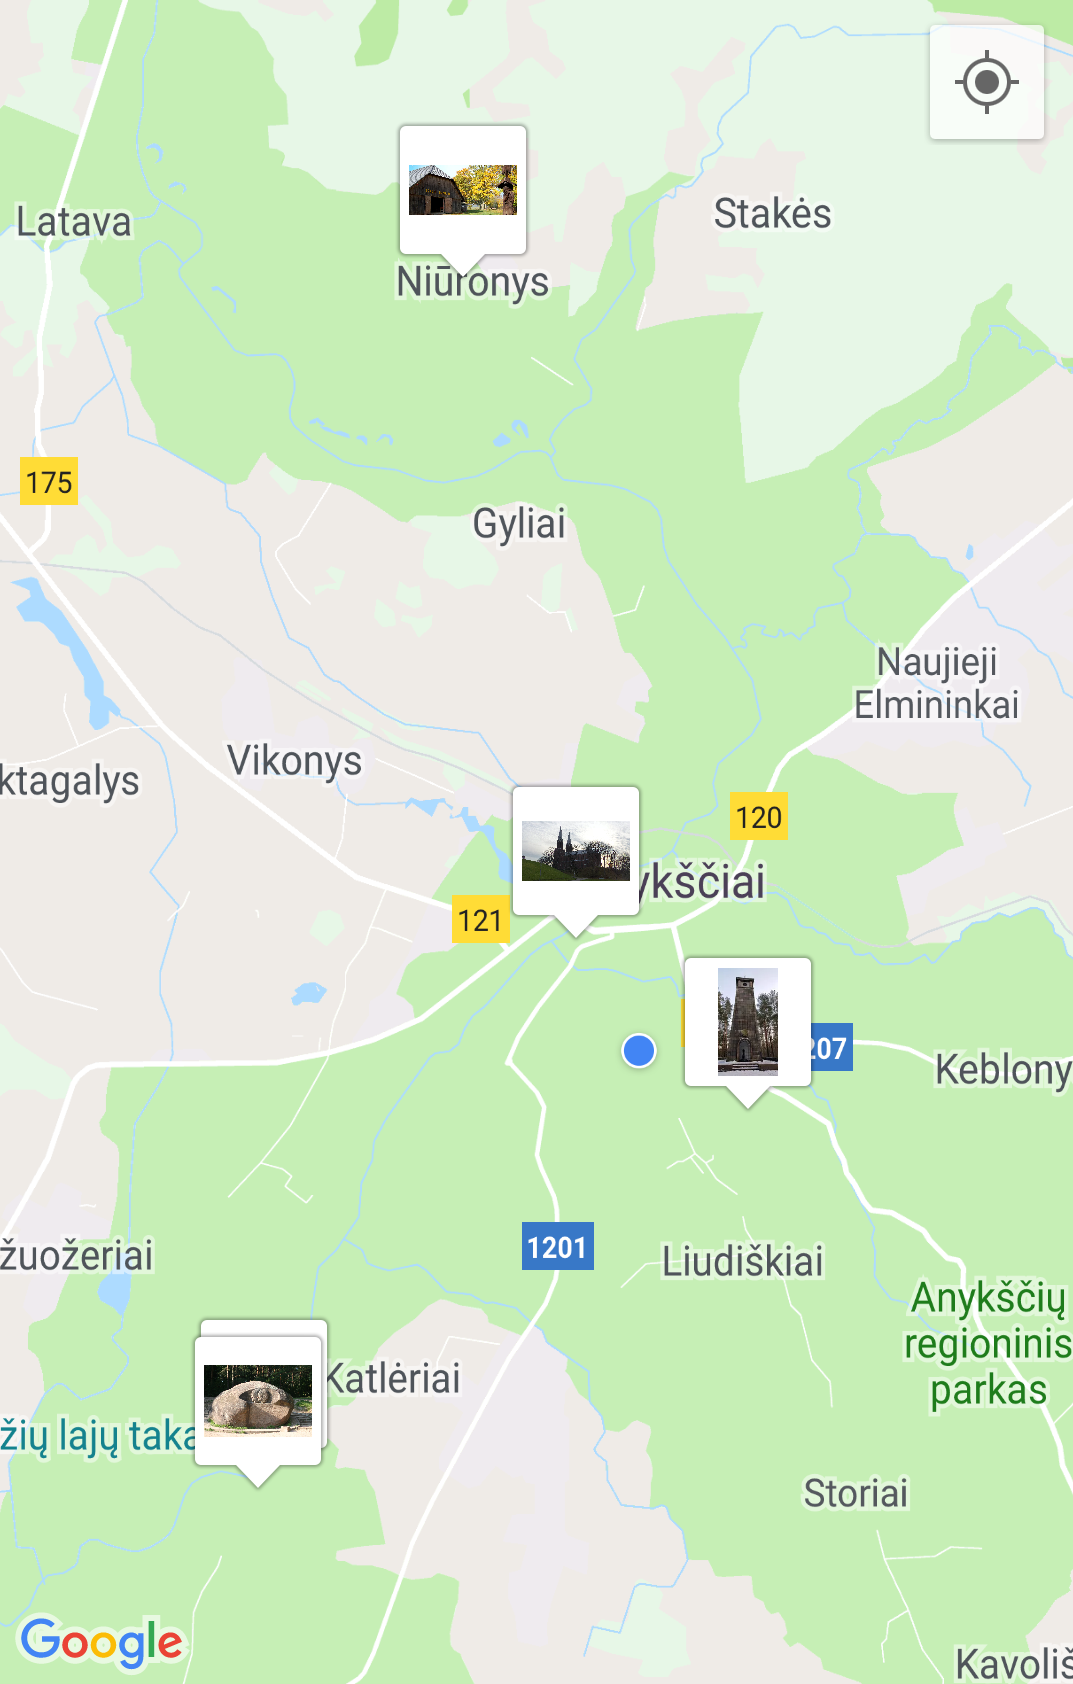 Latava
Stakės
Niūronys
175
Gyliai
Naujieji
Elmininkai
Vikonys
ktagalys
120
ykščiai
121
207
Keblony
1201
žuožeriai
Liudiškiai
Anykščių
regioninis
parkas
Katlėriai
žių lajų taka
Storiai
Google
Kavoliš